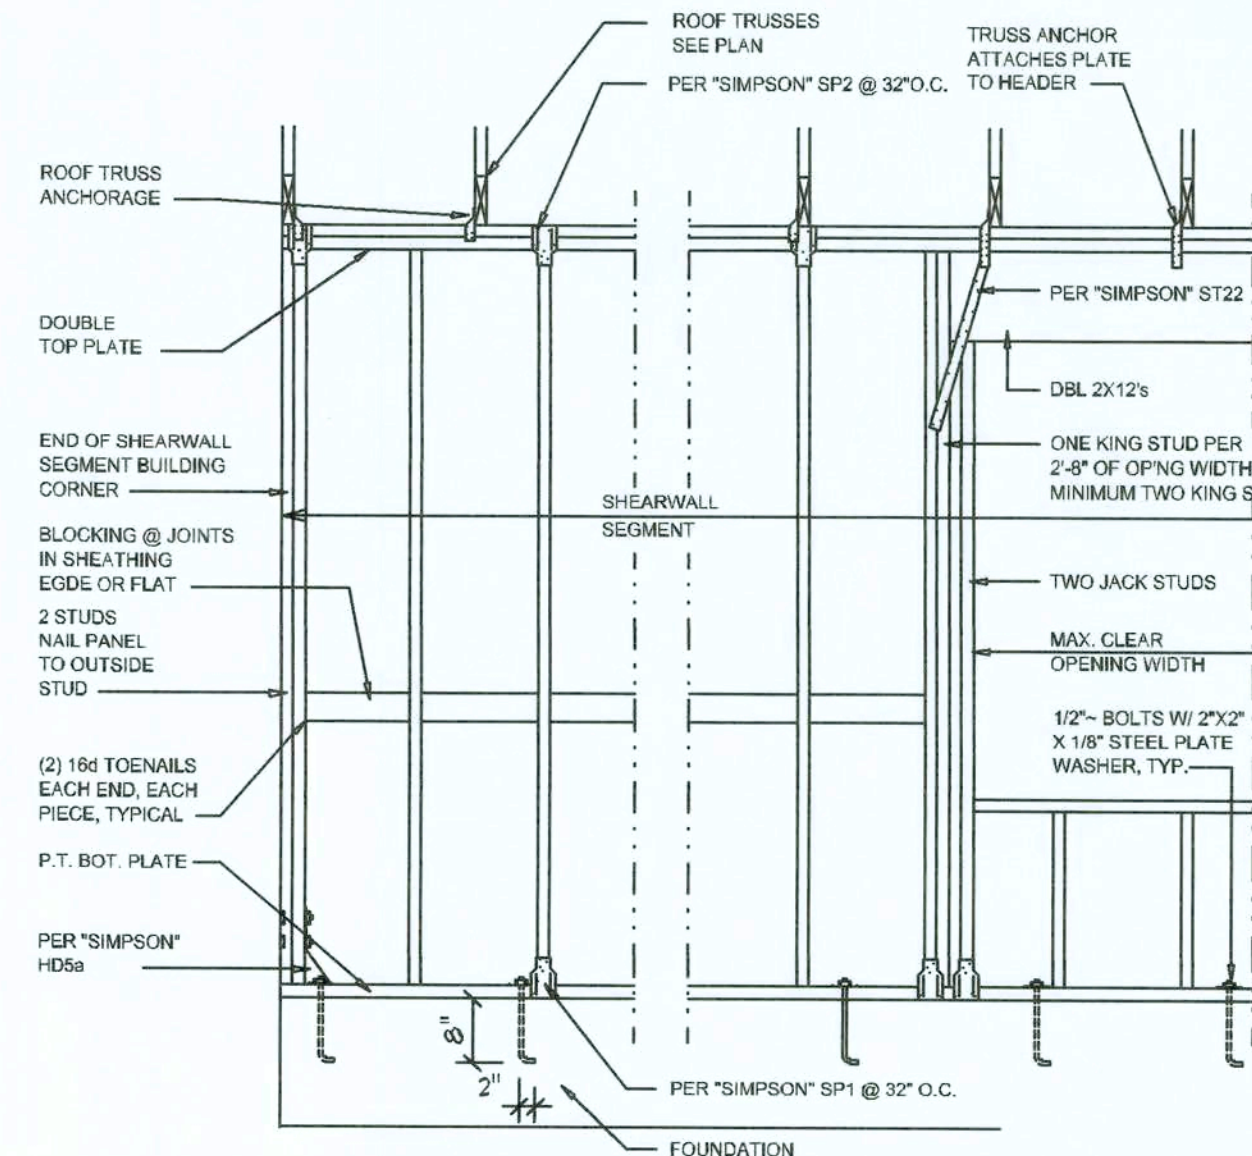 ROOF TRUSSES
SEE PLAN
TRUSS ANCHOR
ATTACHES PLATE
TO HEADER
PER "SIMPSON" SP2 @ 32"O.C.
ROOF TRUSS
ANCHORAGE
PER "SIMPSON" ST22
DOUBLE
TOP PLATE
DBL 2X12's
END OF SHEARWALL
SEGMENT BUILDING
CORNER
ONE KING STUD PER
2'-8" OF OP'NG WIDTH
MINIMUM TWO KING S
SHEARWALL
SEGMENT
BLOCKING @ JOINTS
IN SHEATHING
EGDE OR FLAT
TWO JACK STUDS
2 STUDS
NAIL PANEL
TO OUTSIDE
STUD
MAX. CLEAR
OPENING WIDTH
1/2"~ BOLTS W/ 2"X2"
X 1/8" STEEL PLATE
WASHER, TYP.
(2) 16d TOENAILS
EACH END, EACH
PIECE, TYPICAL
P.T. BOT. PLATE
PER "SIMPSON"
HD5a
8"
2"
PER "SIMPSON" SP1 @ 32" O.C.
FOUNDATION